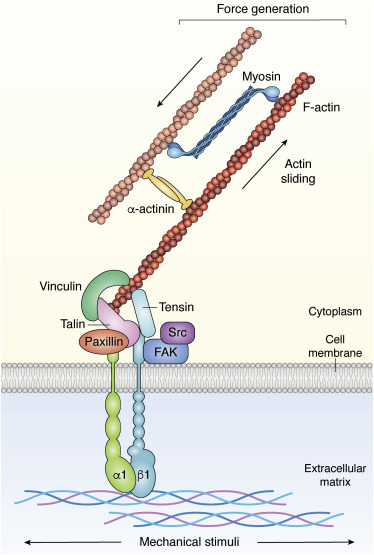 Force generation
Myosin
F-actin
Actin
sliding
α-actinin
Vinculin
Tensin
Talin
Src
Paxillin
FAK
Cytoplasm
Cell
membrane
α1
β1
Extracellular
matrix
Mechanical stimuli